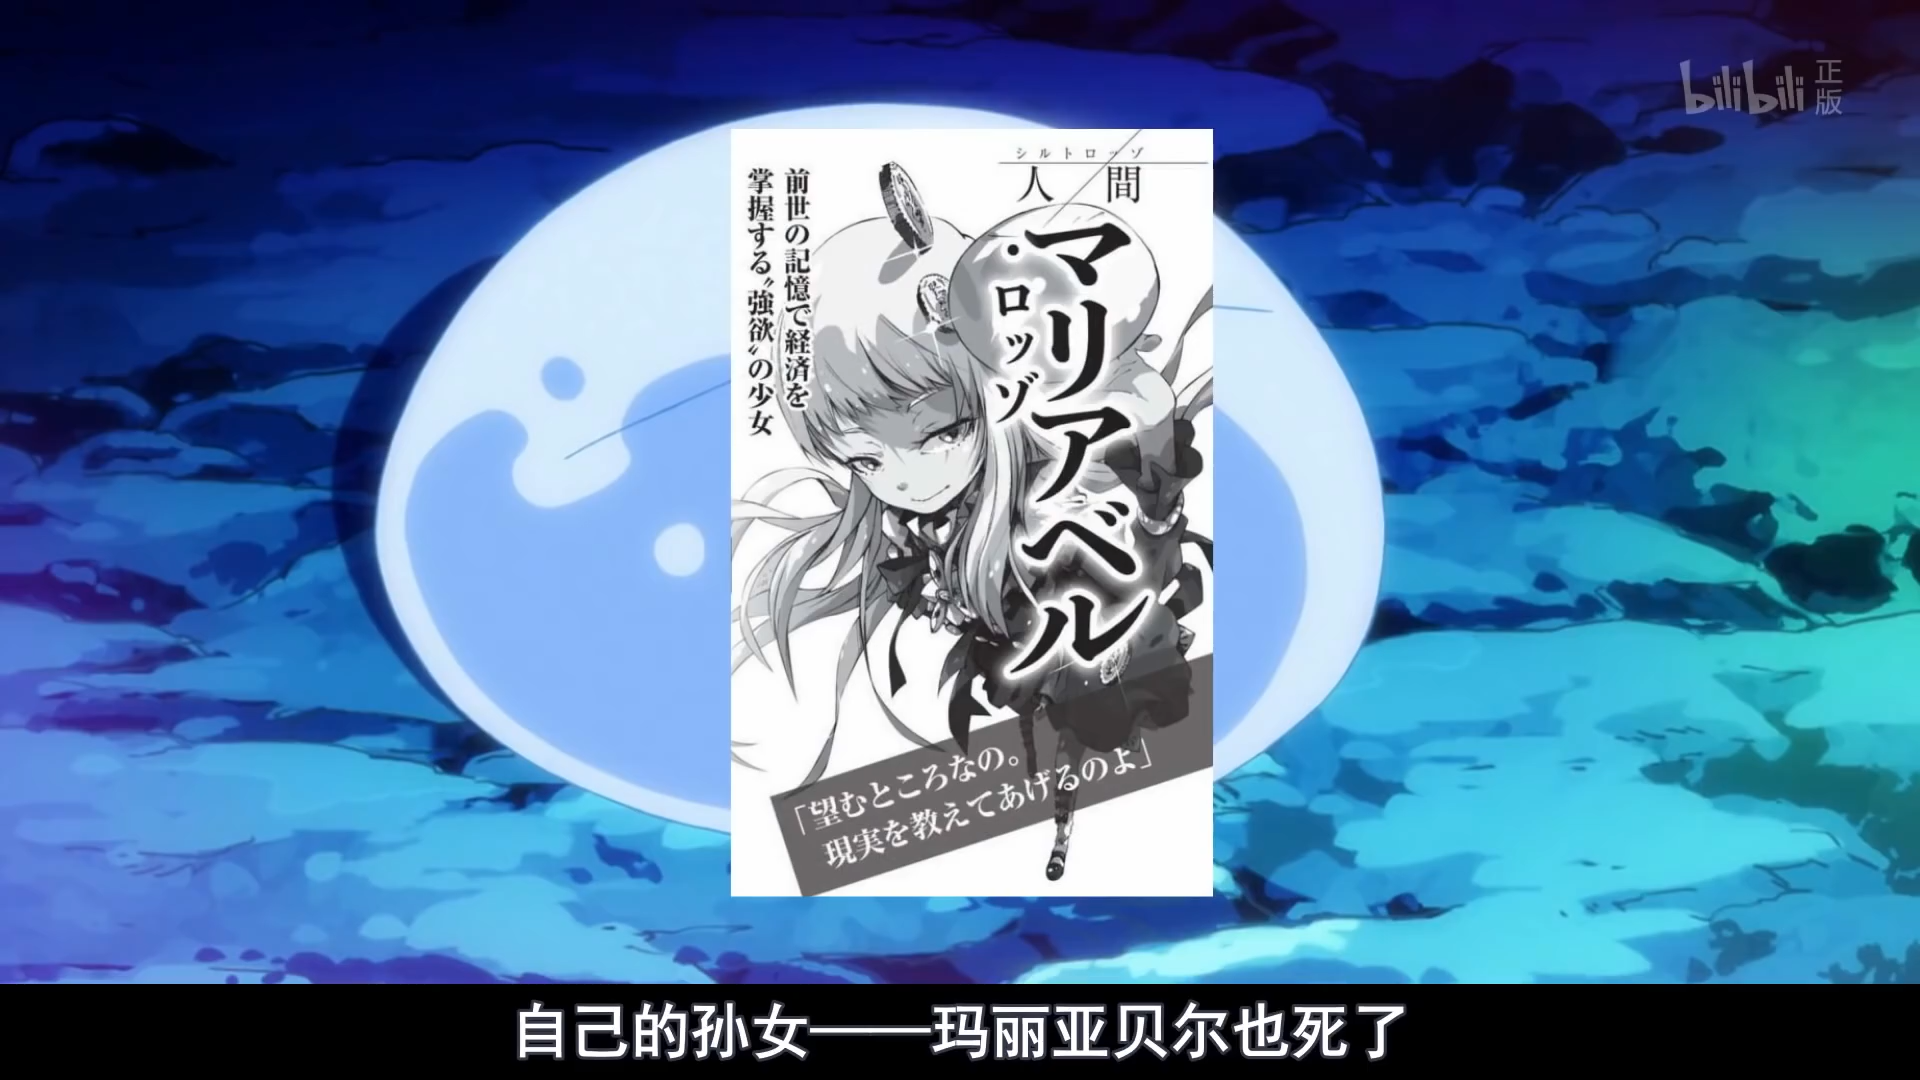 bilibili 正版
シルトロッゾ
人間
マリアベル
・ロッゾ
前世の記憶で経済を
掌握する〝強欲〟の少女
「望むところなの。
現実を教えてあげるのよ」
自己的孙女——玛丽亚贝尔也死了